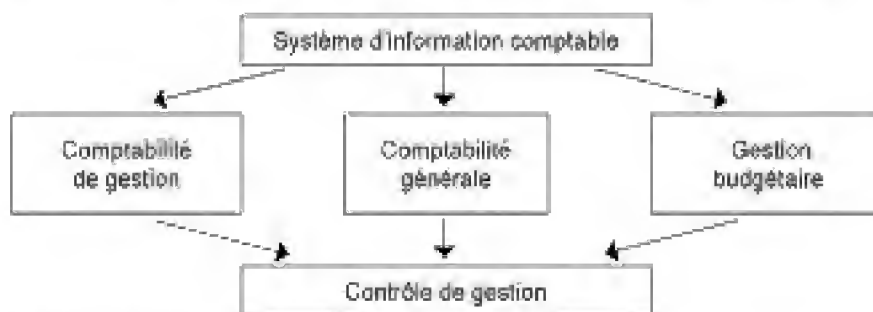 Système d'information comptable
Comptabilité
de gestion
Comptabilité
générale
Gestion
budgétaire
Contrôle de gestion